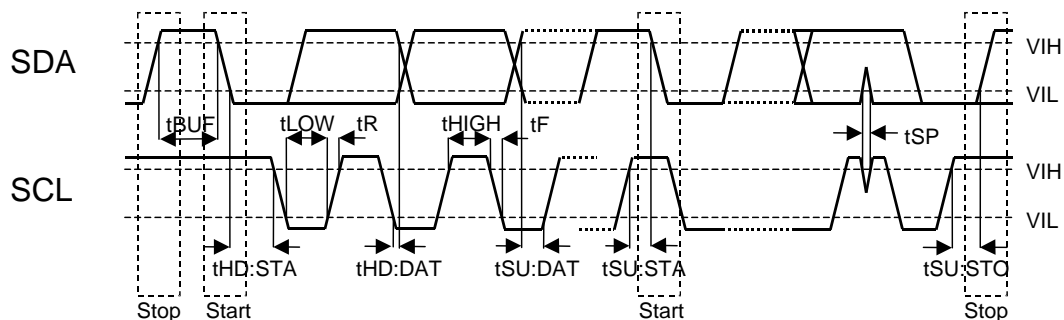 SDA
VIH
VIL
tBUF
tLOW
tR
tHIGH
tF
tSP
SCL
VIH
VIL
tHD:STA
tHD:DAT
tSU:DAT
tSU:STA
tSU:STO
Stop
Start
Start
Stop